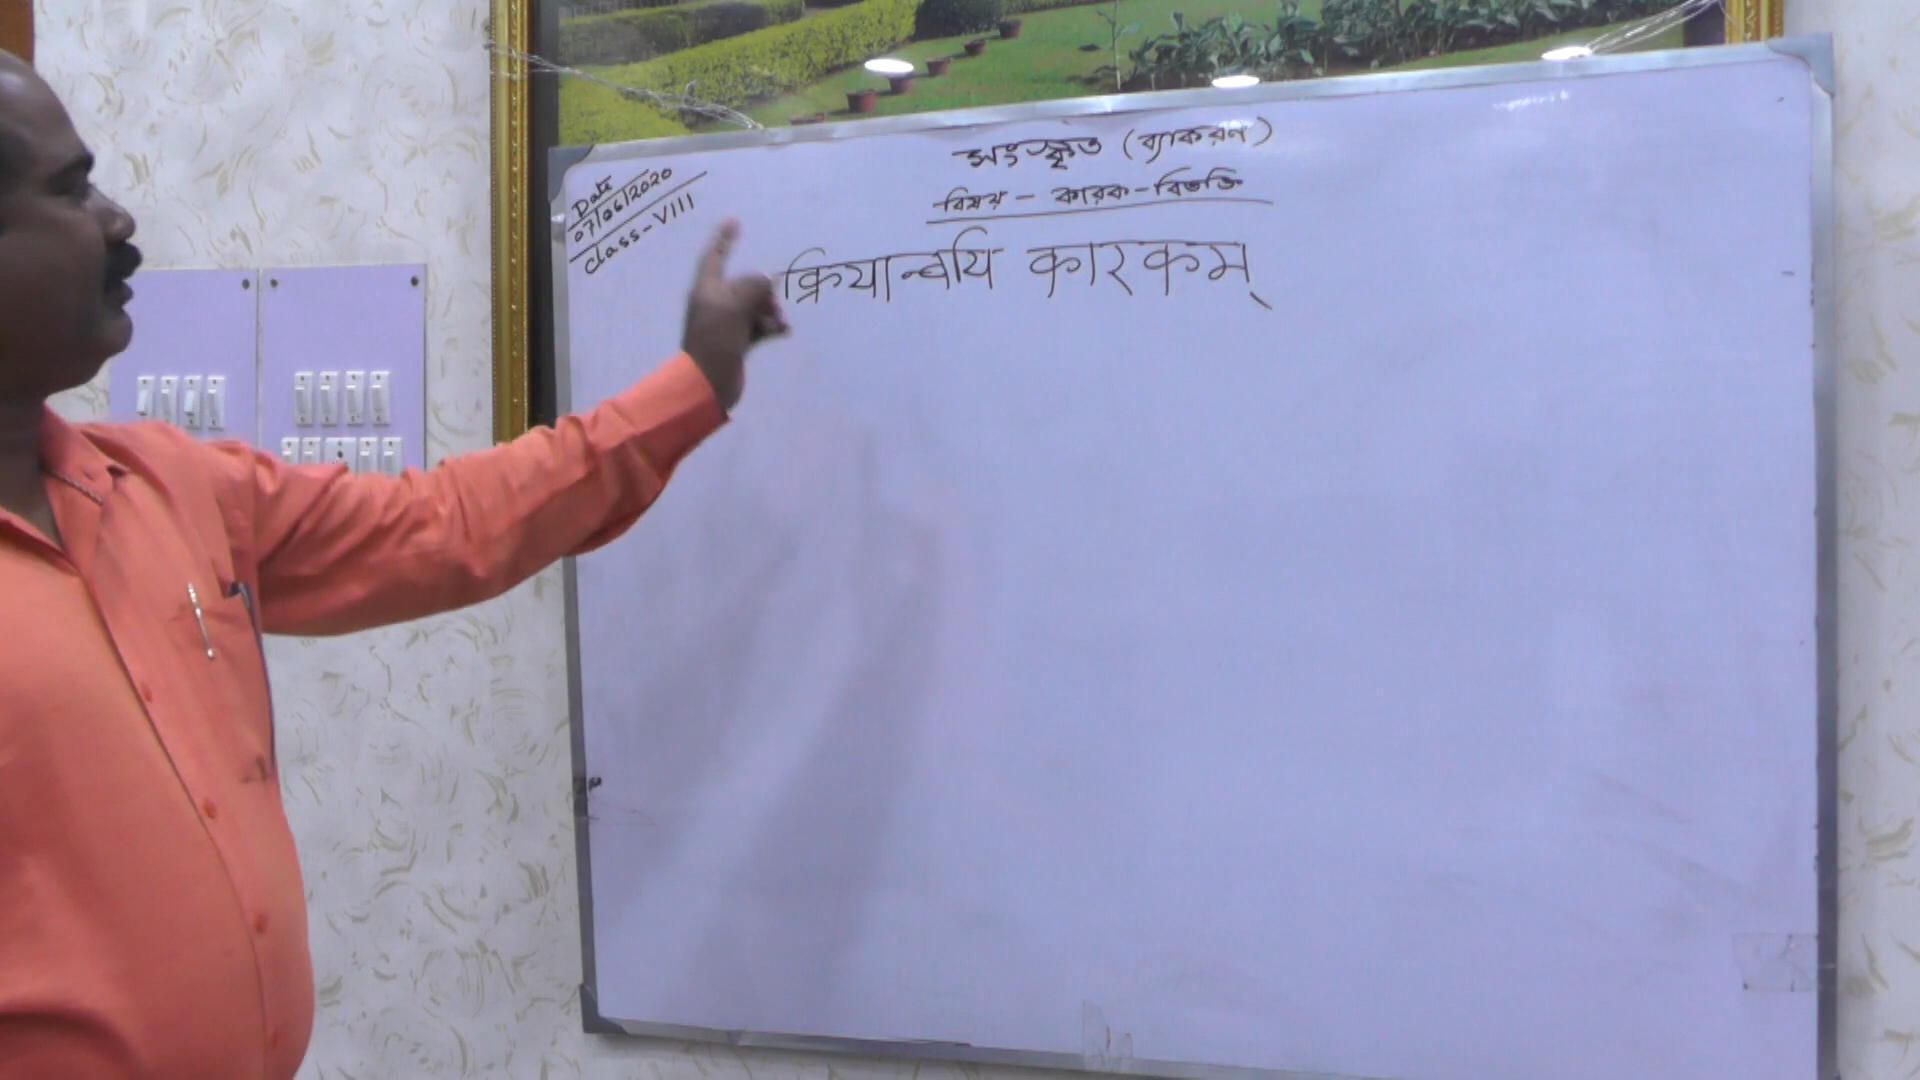 সংস্কৃত (ব্যাকরণ)
বিষয় - কারক-বিভক্তি
Date
07/06/2020
Class-VIII
क्रियान्वयि कारकम्